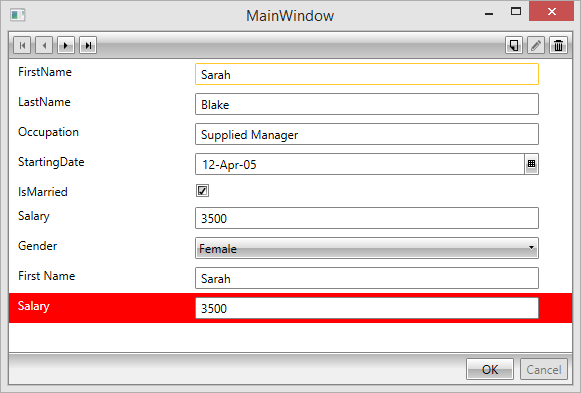 MainWindow
FirstName Sarah
LastName Blake
Occupation Supplied Manager
StartingDate 12-Apr-05
IsMarried
Salary 3500
Gender Female
First Name Sarah
Salary 3500
OK Cancel